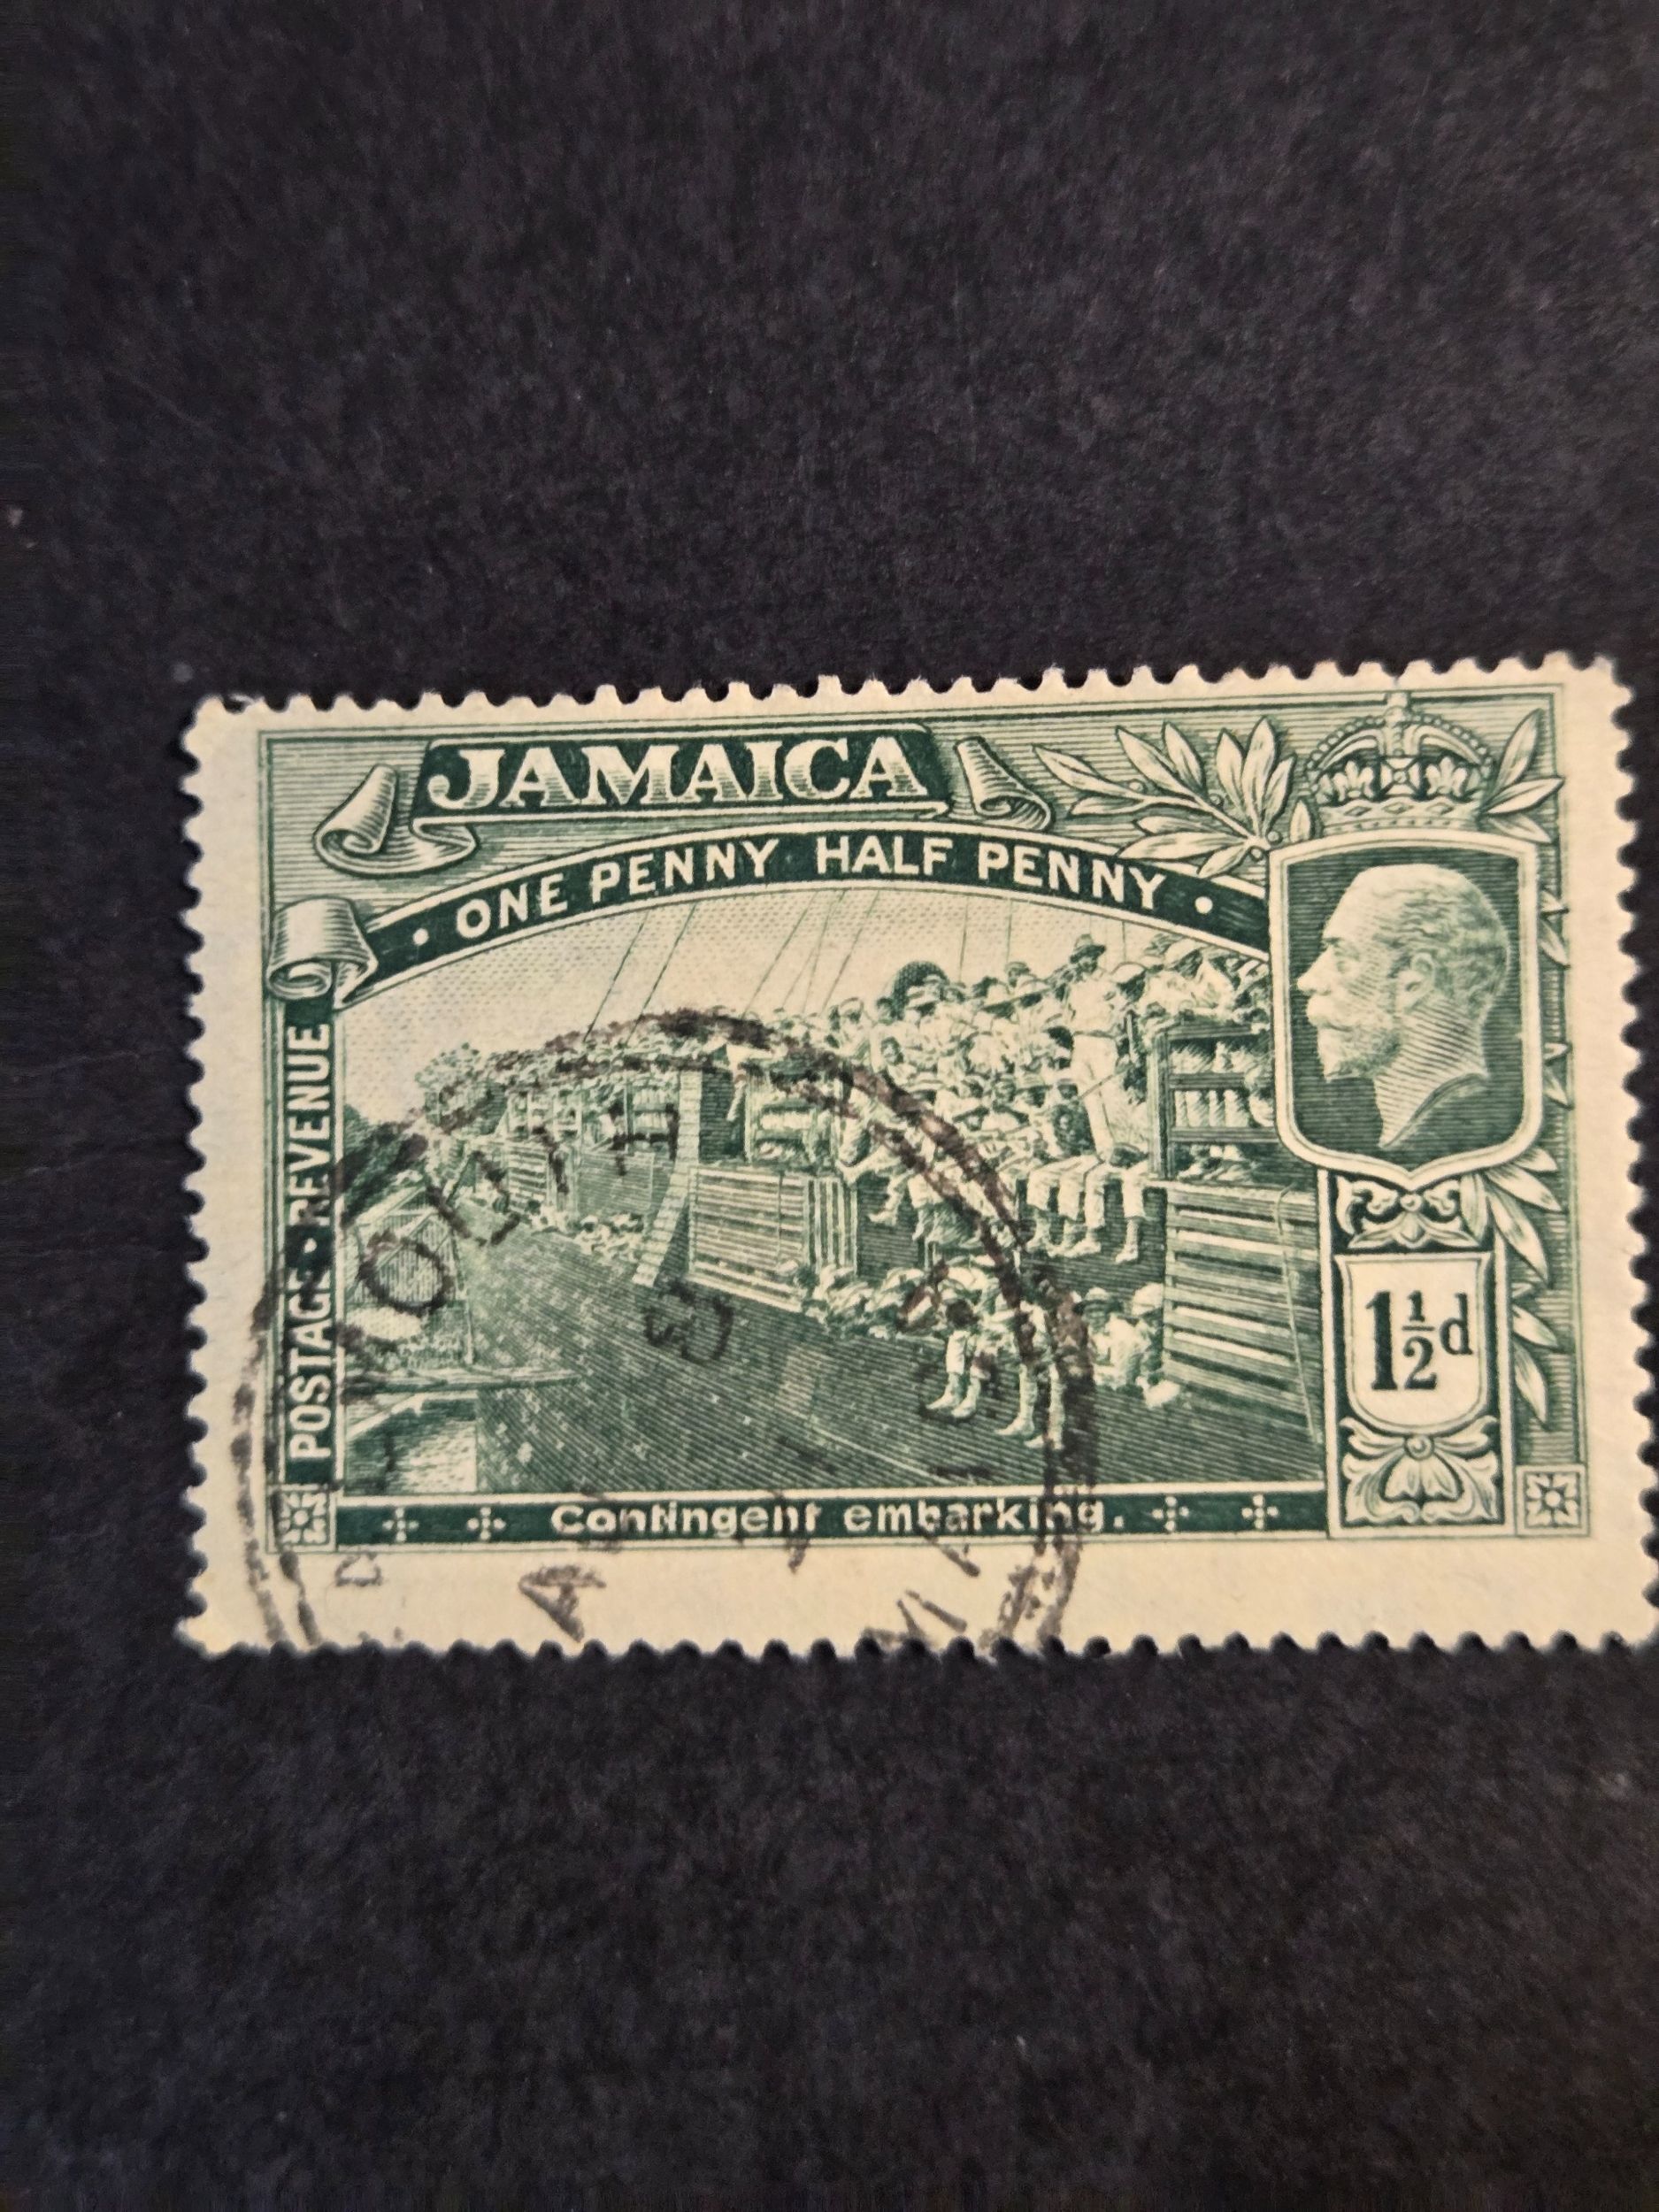 JAMAICA
· ONE PENNY HALF PENNY ·
POSTAGE · REVENUE
1½d
Contingent embarking.